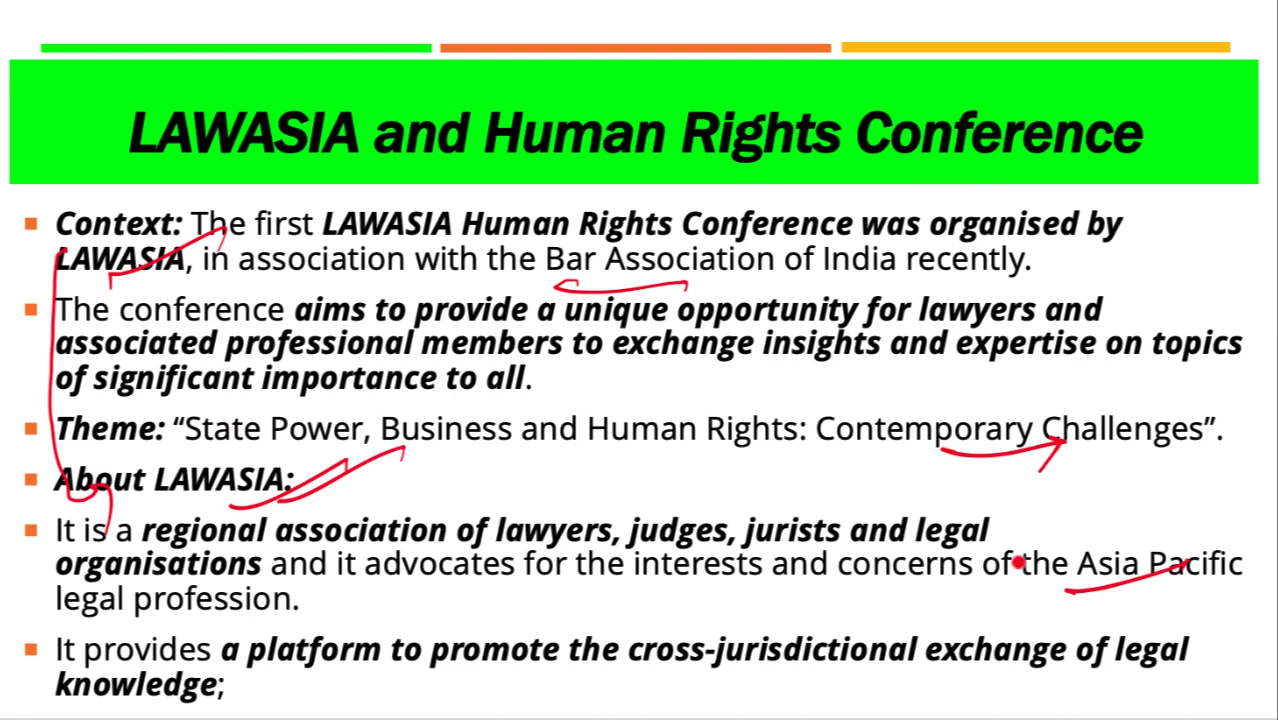 LAWASIA and Human Rights Conference
Context: The first LAWASIA Human Rights Conference was organised by
LAWASIA, in association with the Bar Association of India recently.
The conference aims to provide a unique opportunity for lawyers and
associated professional members to exchange insights and expertise on topics
of significant importance to all.
Theme: “State Power, Business and Human Rights: Contemporary Challenges”.
About LAWASIA:
It is a regional association of lawyers, judges, jurists and legal
organisations and it advocates for the interests and concerns of the Asia Pacific
legal profession.
It provides a platform to promote the cross-jurisdictional exchange of legal
knowledge;